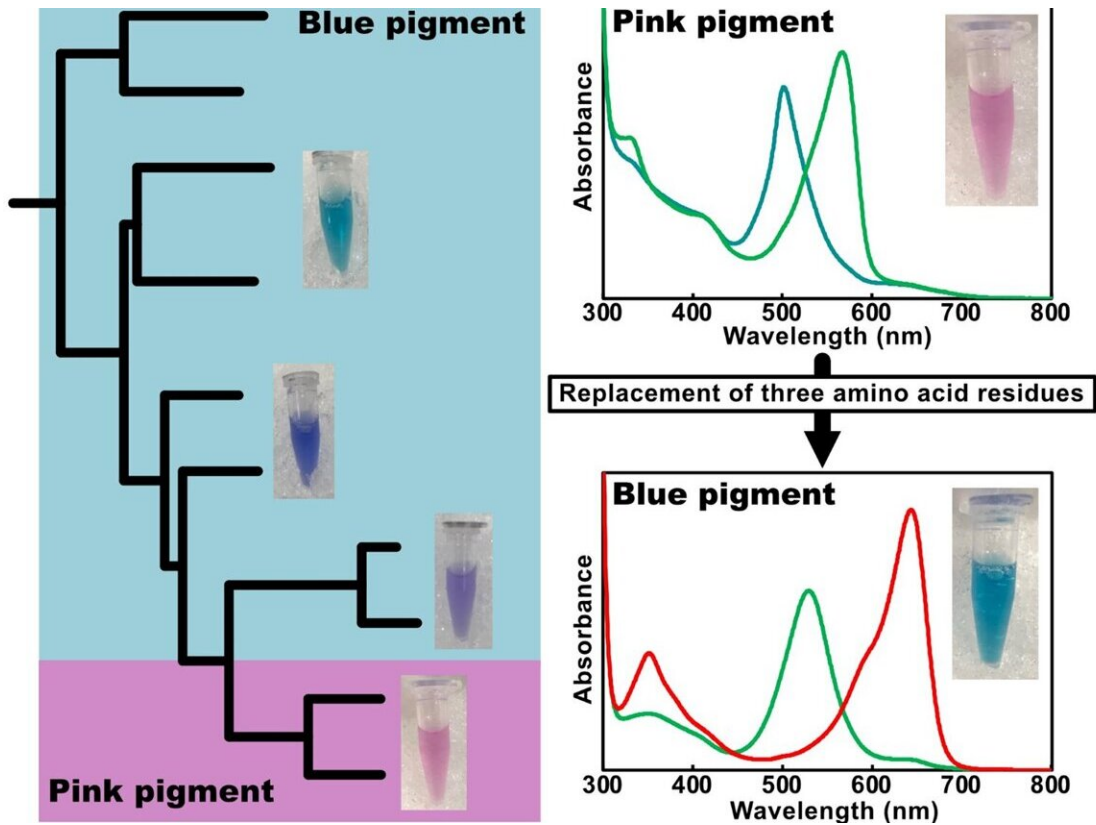 Blue pigment
Pink pigment
Pink pigment
Absorbance
300 400 500 600 700 800
Wavelength (nm)
Replacement of three amino acid residues
Blue pigment
Absorbance
300 400 500 600 700 800
Wavelength (nm)